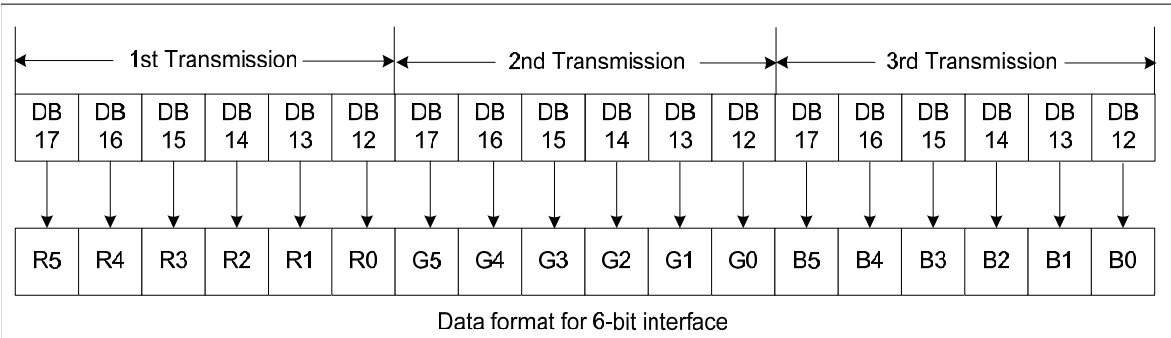 1st Transmission 2nd Transmission 3rd Transmission
DB DB DB DB DB DB DB DB DB DB DB DB DB DB DB DB DB DB
17 16 15 14 13 12 17 16 15 14 13 12 17 16 15 14 13 12
R5 R4 R3 R2 R1 R0 G5 G4 G3 G2 G1 G0 B5 B4 B3 B2 B1 B0
Data format for 6-bit interface